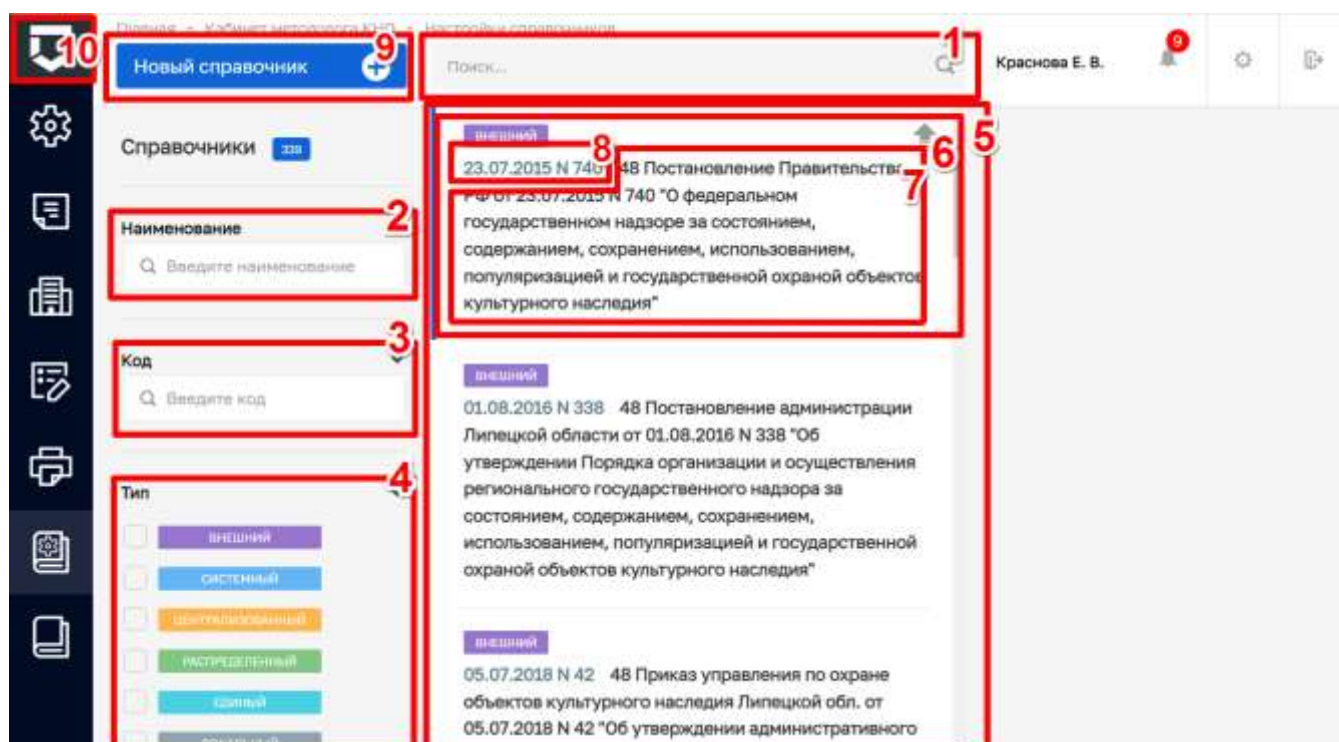 Главная - Кабинет методолога КНО - Настройки справочников
10
Новый справочник
9
Поиск...
1
Краснова Е. В.
9
Справочники 338
2
Наименование
Введите наименование
3
Код
Введите код
4
Тип
ВНЕШНИЙ
СИСТЕМНЫЙ
ЦЕНТРАЛИЗОВАННЫЙ
РАСПРЕДЕЛЕННЫЙ
ЕДИНЫЙ
5
ВНЕШНИЙ
6
8
7
23.07.2015 N 740 48 Постановление Правительства
РФ от 23.07.2015 N 740 "О федеральном
государственном надзоре за состоянием,
содержанием, сохранением, использованием,
популяризацией и государственной охраной объектов
культурного наследия"
ВНЕШНИЙ
01.08.2016 N 338 48 Постановление администрации
Липецкой области от 01.08.2016 N 338 "Об
утверждении Порядка организации и осуществления
регионального государственного надзора за
состоянием, содержанием, сохранением,
использованием, популяризацией и государственной
охраной объектов культурного наследия"
ВНЕШНИЙ
05.07.2018 N 42 48 Приказ управления по охране
объектов культурного наследия Липецкой обл. от
05.07.2018 N 42 "Об утверждении административного